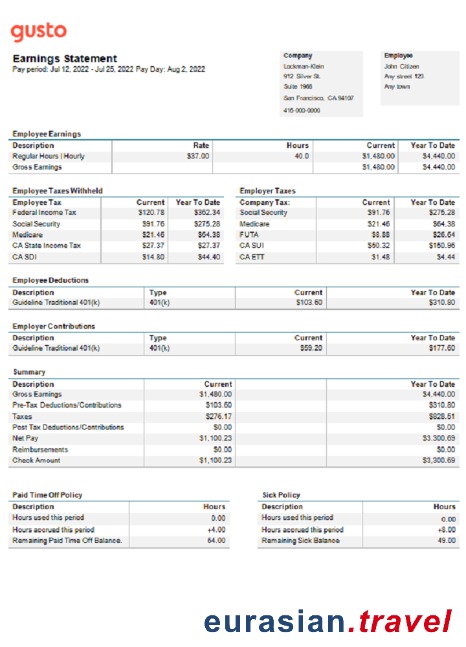 gusto
Earnings Statement
Pay period: Jul 12, 2022 - Jul 25, 2022 Pay Day: Aug 2, 2022
Company
Lockman-Klein
912 Silver St.
Suite 1966
San Francisco, CA 94107
415-000-0000
Employee
John Citizen
Any street 123
Any town
Employee Earnings
Description Rate Hours Current Year To Date
Regular Hours | Hourly $37.00 40.0 $1,480.00 $4,440.00
Gross Earnings $1,480.00 $4,440.00
Employee Taxes Withheld
Employee Tax Current Year To Date
Federal Income Tax $120.78 $362.34
Social Security $91.76 $275.28
Medicare $21.46 $64.38
CA State Income Tax $27.37 $27.37
CA SDI $14.80 $44.40
Employer Taxes
Company Tax: Current Year To Date
Social Security $91.76 $275.28
Medicare $21.46 $64.38
FUTA $8.88 $26.64
CA SUI $50.32 $150.96
CA ETT $1.48 $4.44
Employee Deductions
Description Type Current Year To Date
Guideline Traditional 401(k) 401(k) $103.60 $310.80
Employer Contributions
Description Type Current Year To Date
Guideline Traditional 401(k) 401(k) $59.20 $177.60
Summary
Description Current Year To Date
Gross Earnings $1,480.00 $4,440.00
Pre-Tax Deductions/Contributions $103.60 $310.80
Taxes $276.17 $828.51
Post Tax Deductions/Contributions $0.00 $0.00
Net Pay $1,100.23 $3,300.69
Reimbursements $0.00 $0.00
Check Amount $1,100.23 $3,300.69
Paid Time Off Policy
Description Hours
Hours used this period 0.00
Hours accrued this period +4.00
Remaining Paid Time Off Balance. 64.00
Sick Policy
Description Hours
Hours used this period 0.00
Hours accrued this period +8.00
Remaining Sick Balance 49.00
eurasian.travel